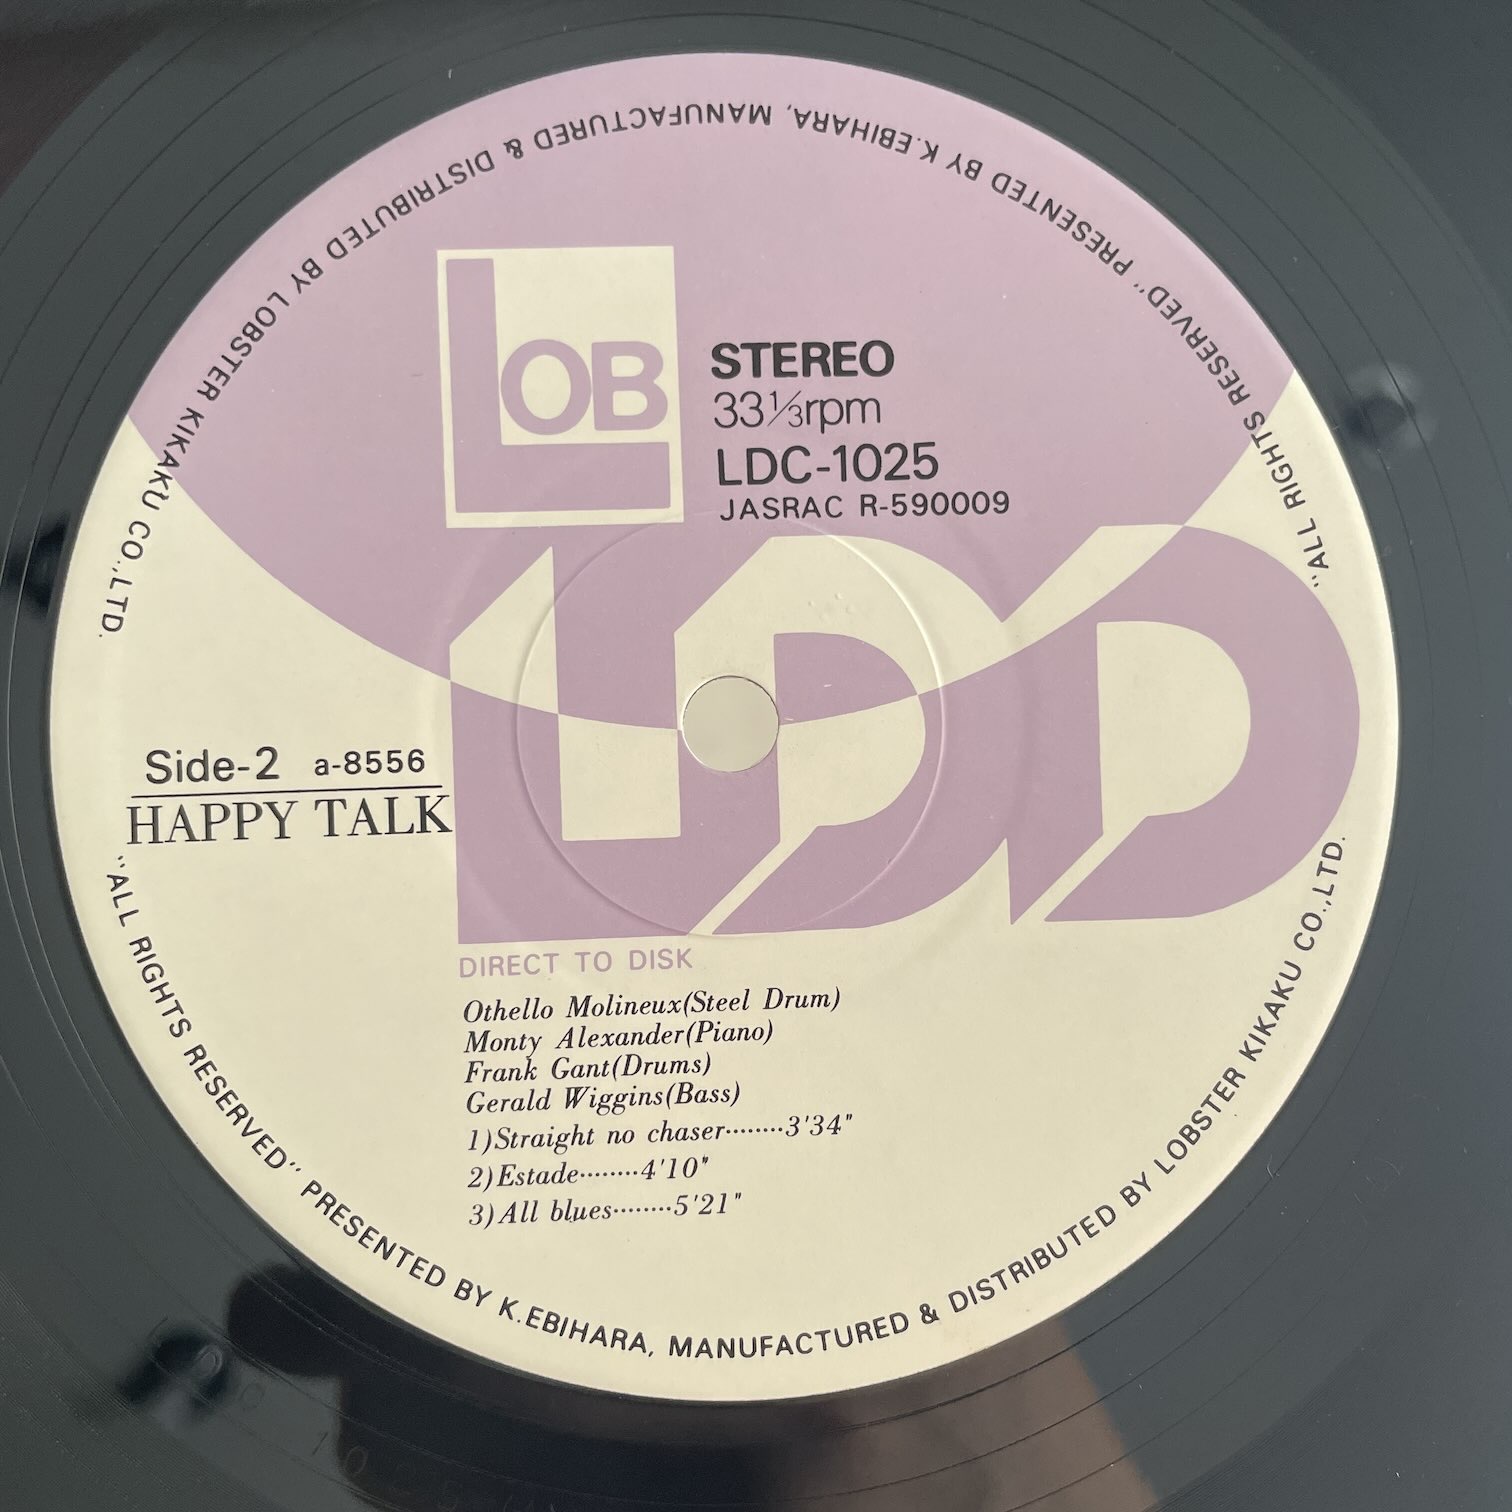 "ALL RIGHTS RESERVED" PRESENTED BY K.EBIHARA, MANUFACTURED & DISTRIBUTED BY LOBSTER KIKAKU CO.,LTD.
LOB
STEREO
33⅓rpm
LDC-1025
JASRAC R-590009
LDD
Side-2 a-8556
HAPPY TALK
DIRECT TO DISK
Othello Molineux(Steel Drum)
Monty Alexander(Piano)
Frank Gant(Drums)
Gerald Wiggins(Bass)
1)Straight no chaser········3'34"
2)Estade········4'10"
3)All blues········5'21"
"ALL RIGHTS RESERVED" PRESENTED BY K.EBIHARA, MANUFACTURED & DISTRIBUTED BY LOBSTER KIKAKU CO.,LTD.